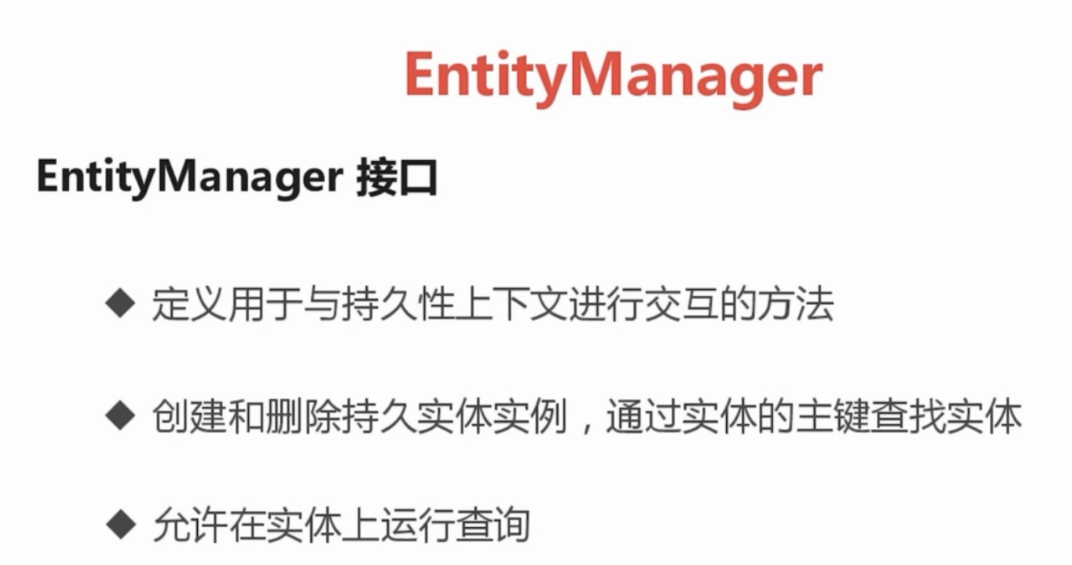 EntityManager
EntityManager 接口
◆ 定义用于与持久性上下文进行交互的方法
◆ 创建和删除持久实体实例，通过实体的主键查找实体
◆ 允许在实体上运行查询